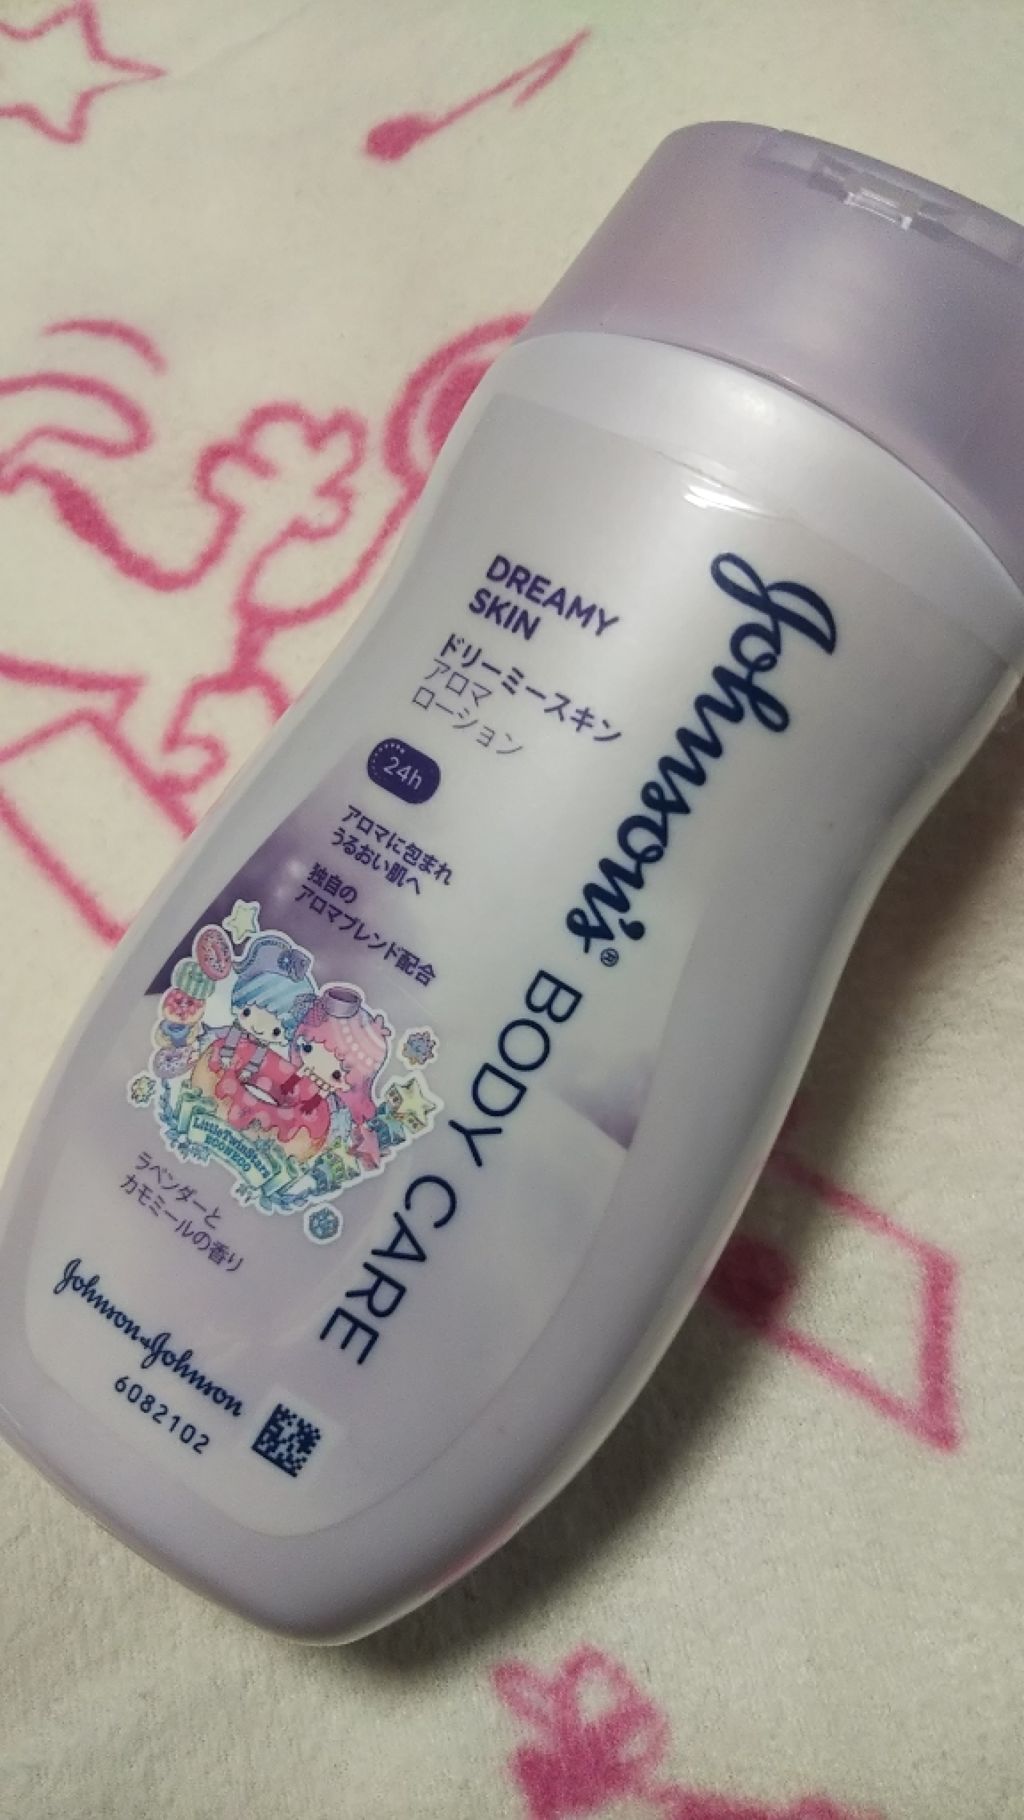 Johnson's® BODY CARE
DREAMY
SKIN
ドリーミースキン
アロマ
ローション
24h
アロマに包まれ
うるおい肌へ
独自の
アロマブレンド配合
LittleTwinStars
ラベンダーと
カモミールの香り
Johnson&Johnson
6082102